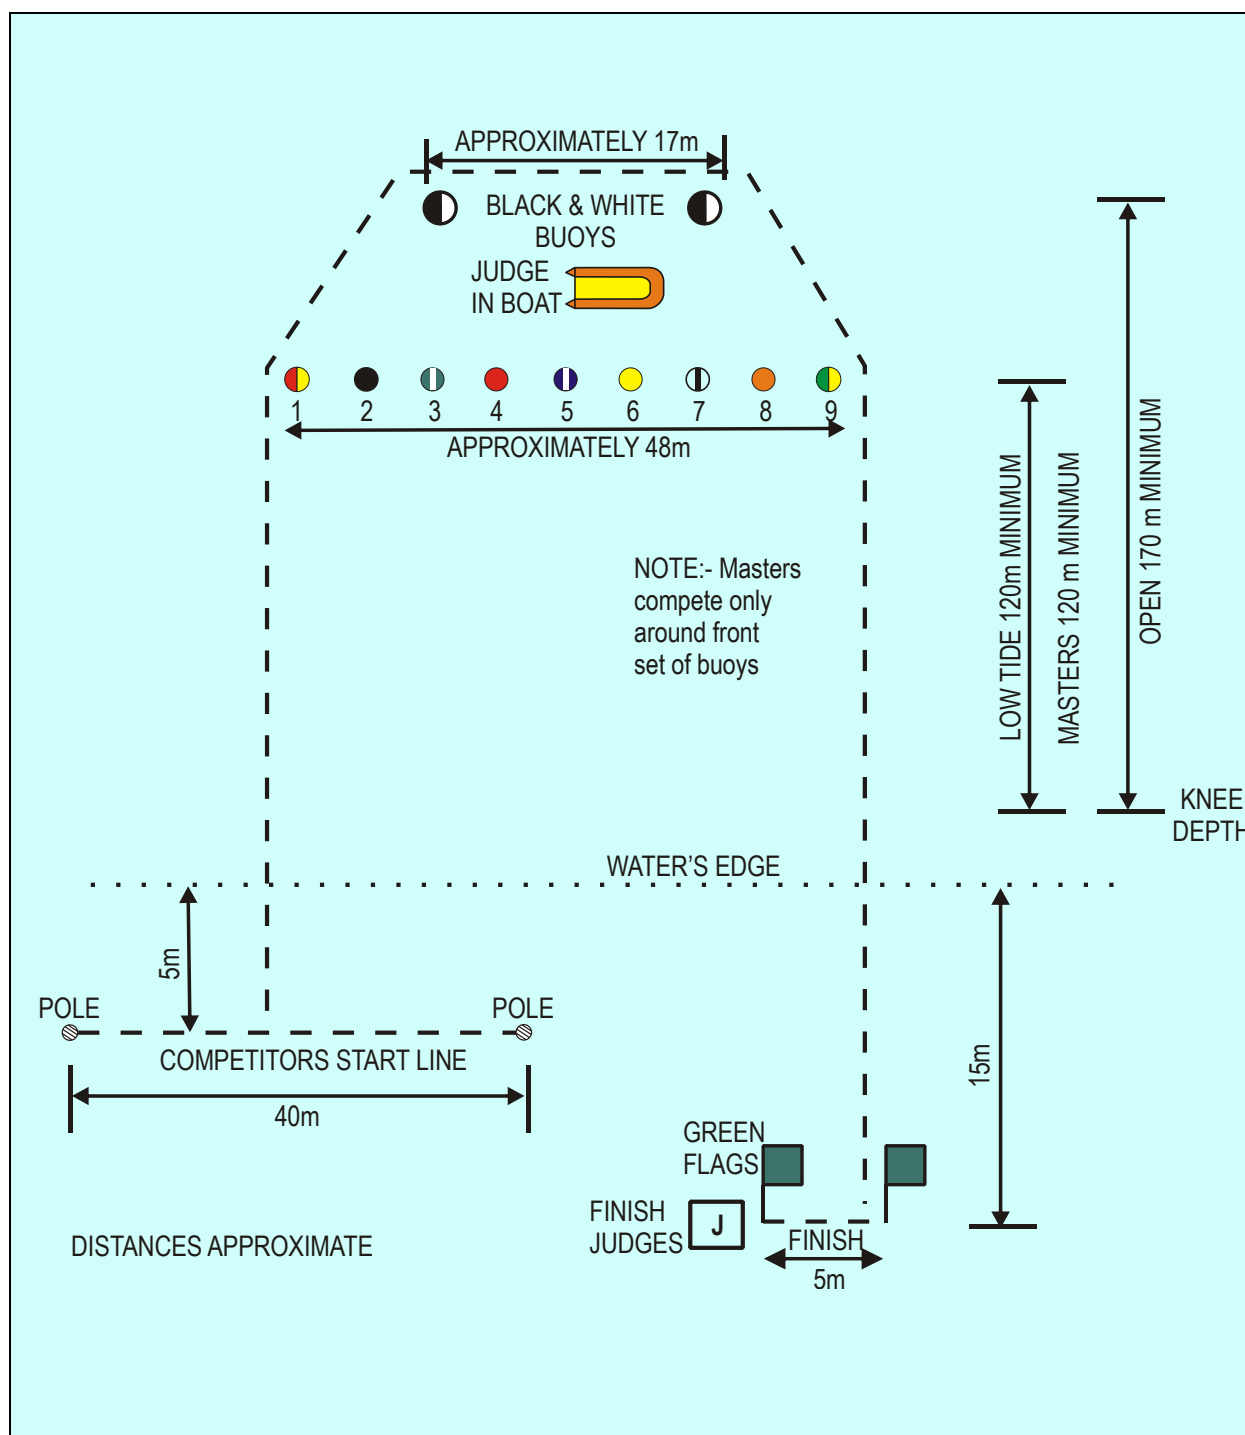 APPROXIMATELY 17m
BLACK & WHITE
BUOYS
JUDGE
IN BOAT
1 2 3 4 5 6 7 8 9
APPROXIMATELY 48m
NOTE:- Masters
compete only
around front
set of buoys
LOW TIDE 120m MINIMUM
MASTERS 120 m MINIMUM
OPEN 170 m MINIMUM
KNEE
DEPTH
WATER'S EDGE
5m
POLE
POLE
COMPETITORS START LINE
40m
15m
GREEN
FLAGS
FINISH
JUDGES
J
FINISH
5m
DISTANCES APPROXIMATE